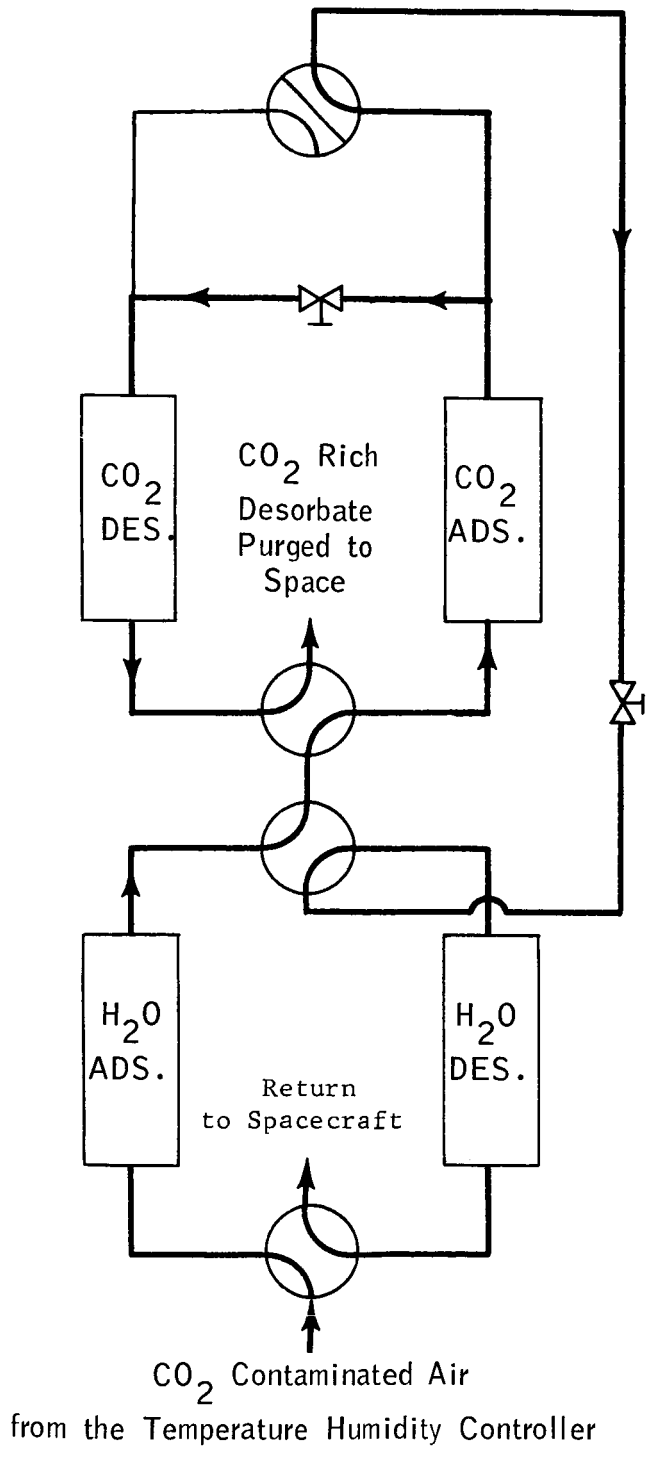 CO2
DES.
CO2 Rich
Desorbate
Purged to
Space
CO2
ADS.
H2O
ADS.
H2O
DES.
Return
to Spacecraft
CO2 Contaminated Air
from the Temperature Humidity Controller